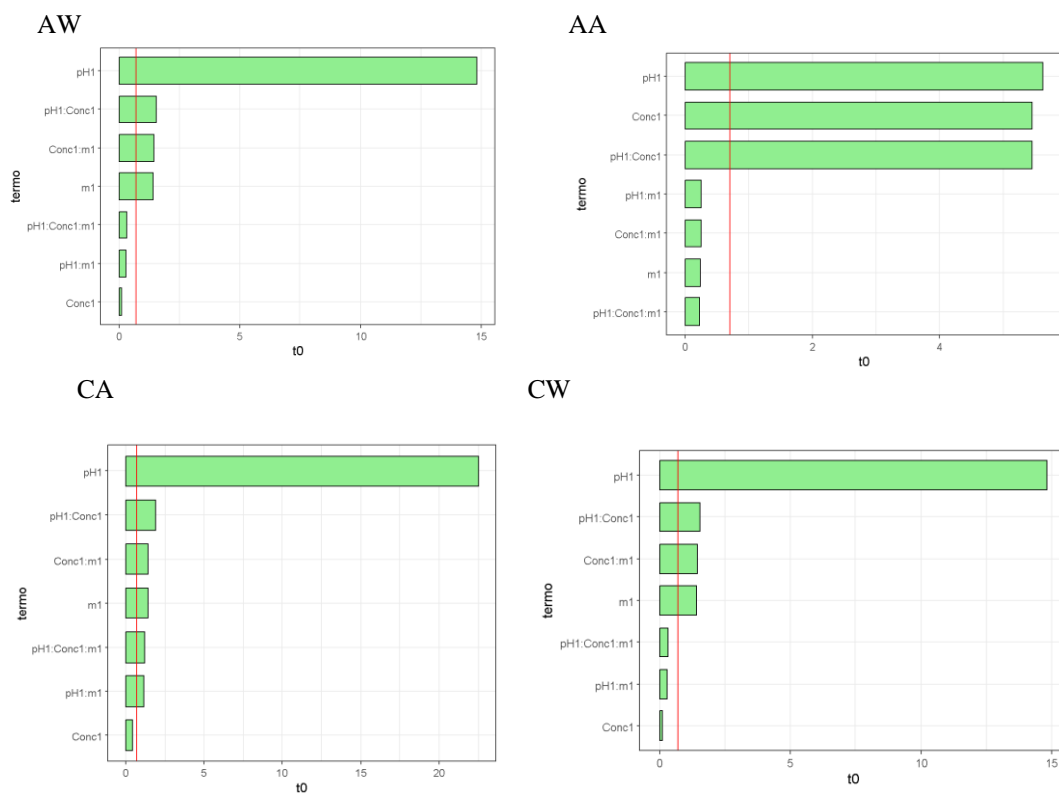 AW
termo
pH1
pH1:Conc1
Conc1:m1
m1
pH1:Conc1:m1
pH1:m1
Conc1
0 5 10 15
t0
AA
termo
pH1
Conc1
pH1:Conc1
pH1:m1
Conc1:m1
m1
pH1:Conc1:m1
0 2 4
t0
CA
termo
pH1
pH1:Conc1
Conc1:m1
m1
pH1:Conc1:m1
pH1:m1
Conc1
0 5 10 15 20
t0
CW
termo
pH1
pH1:Conc1
Conc1:m1
m1
pH1:Conc1:m1
pH1:m1
Conc1
0 5 10 15
t0